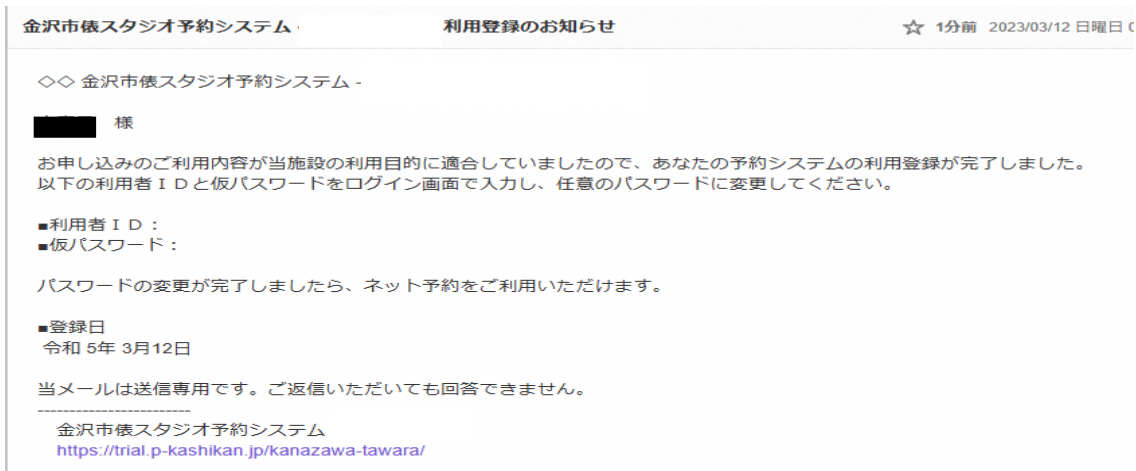 金沢市俵スタジオ予約システム - 利用登録のお知らせ ☆ 1分前 2023/03/12 日曜日
◇◇ 金沢市俵スタジオ予約システム -
様
お申し込みのご利用内容が当施設の利用目的に適合していましたので、あなたの予約システムの利用登録が完了しました。
以下の利用者ＩＤと仮パスワードをログイン画面で入力し、任意のパスワードに変更してください。
■利用者ＩＤ：
■仮パスワード：
パスワードの変更が完了しましたら、ネット予約をご利用いただけます。
■登録日
令和 5年 3月12日
当メールは送信専用です。ご返信いただいても回答できません。
------------------------
金沢市俵スタジオ予約システム
https://trial.p-kashikan.jp/kanazawa-tawara/